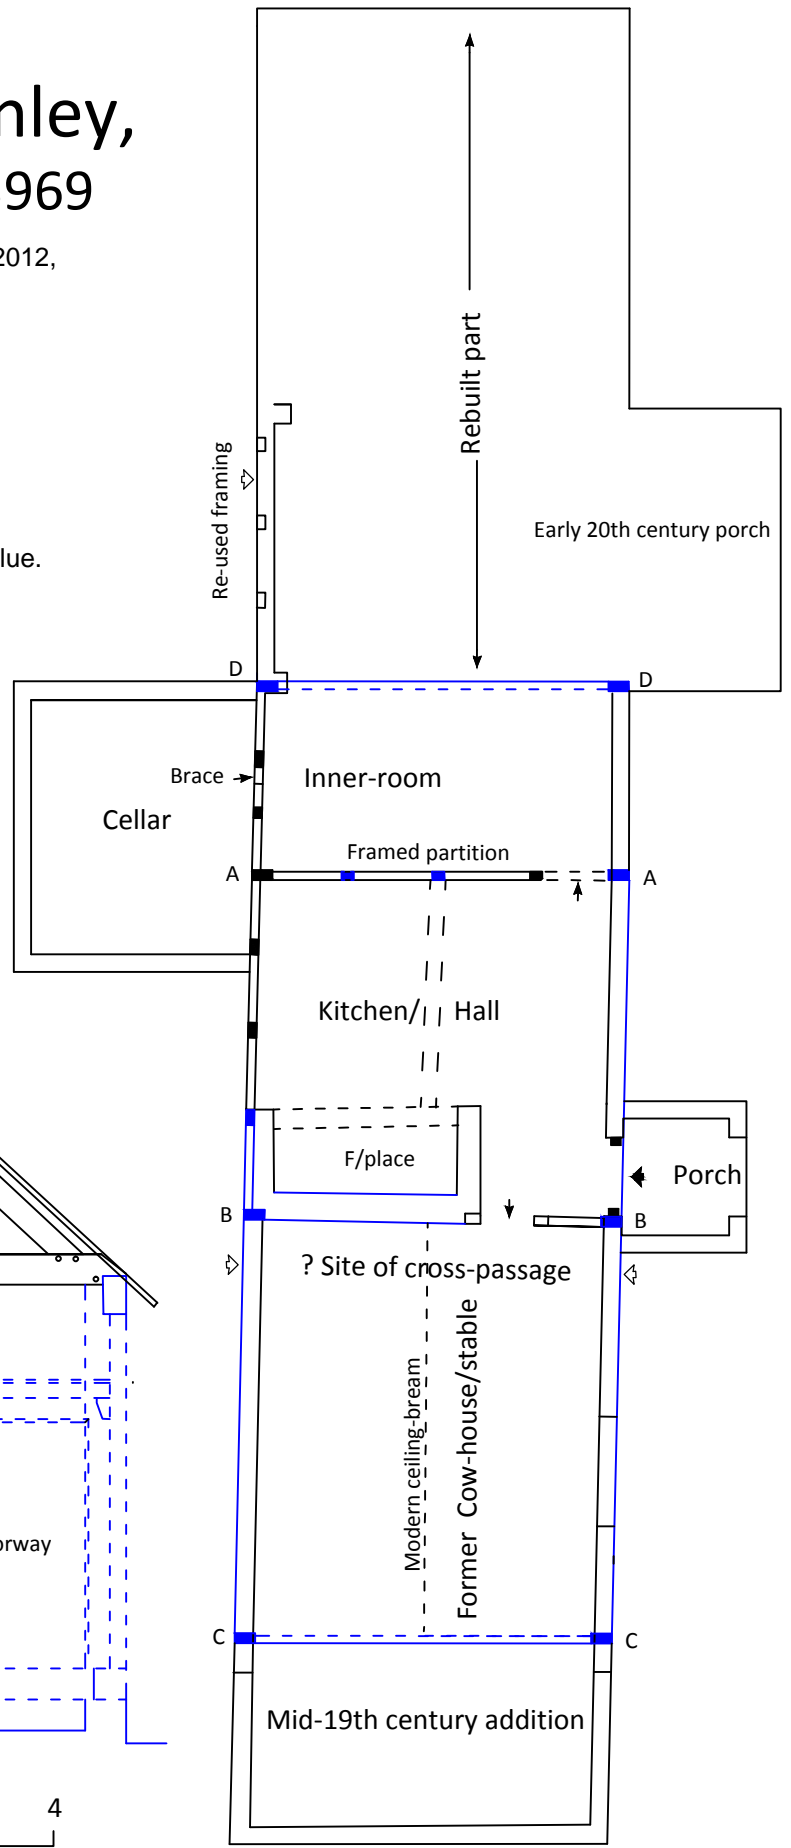 nley,
969
2012,
lue.
Rebuilt part
Re-used framing
Early 20th century porch
D
D
Brace
Inner-room
Cellar
Framed partition
A
A
Kitchen/ Hall
F/place
Porch
B
B
? Site of cross-passage
Modern ceiling-bream
Former Cow-house/stable
orway
C
C
Mid-19th century addition
4